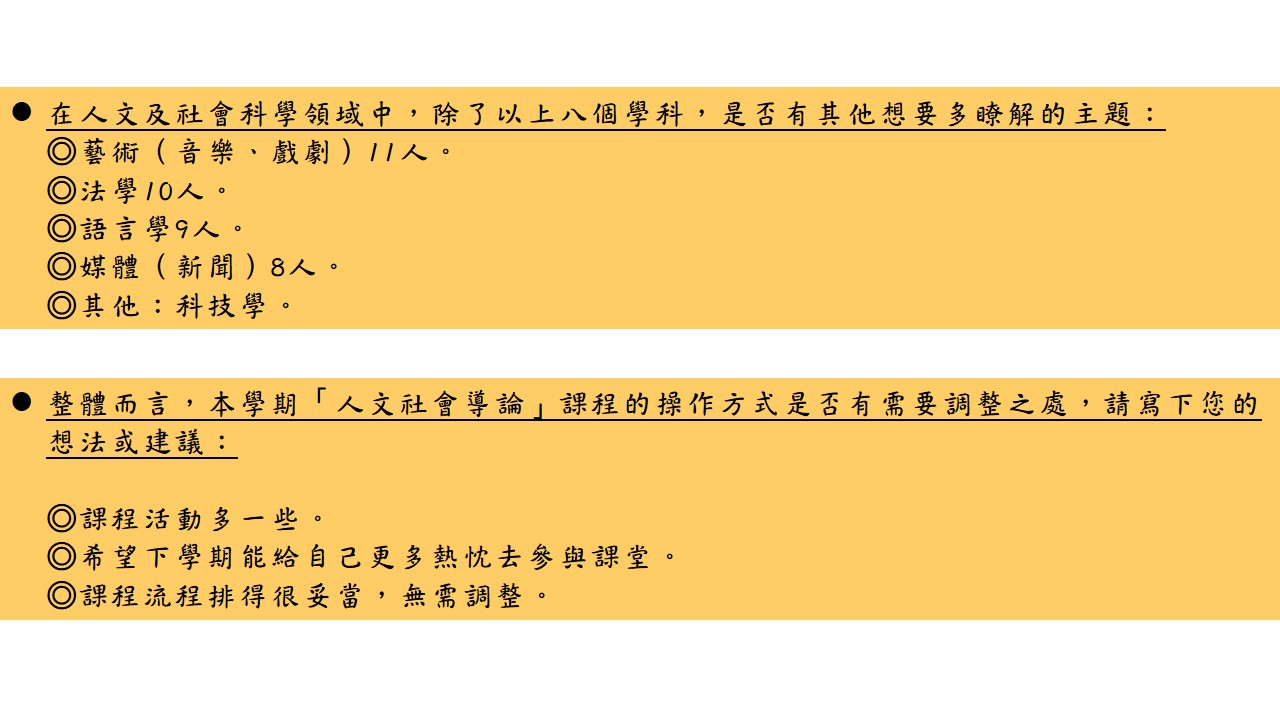 ● 在人文及社會科學領域中，除了以上八個學科，是否有其他想要多瞭解的主題：
◎藝術（音樂、戲劇）11人。
◎法學10人。
◎語言學9人。
◎媒體（新聞）8人。
◎其他：科技學。
● 整體而言，本學期「人文社會導論」課程的操作方式是否有需要調整之處，請寫下您的
想法或建議：
◎課程活動多一些。
◎希望下學期能給自己更多熱忱去參與課堂。
◎課程流程排得很妥當，無需調整。